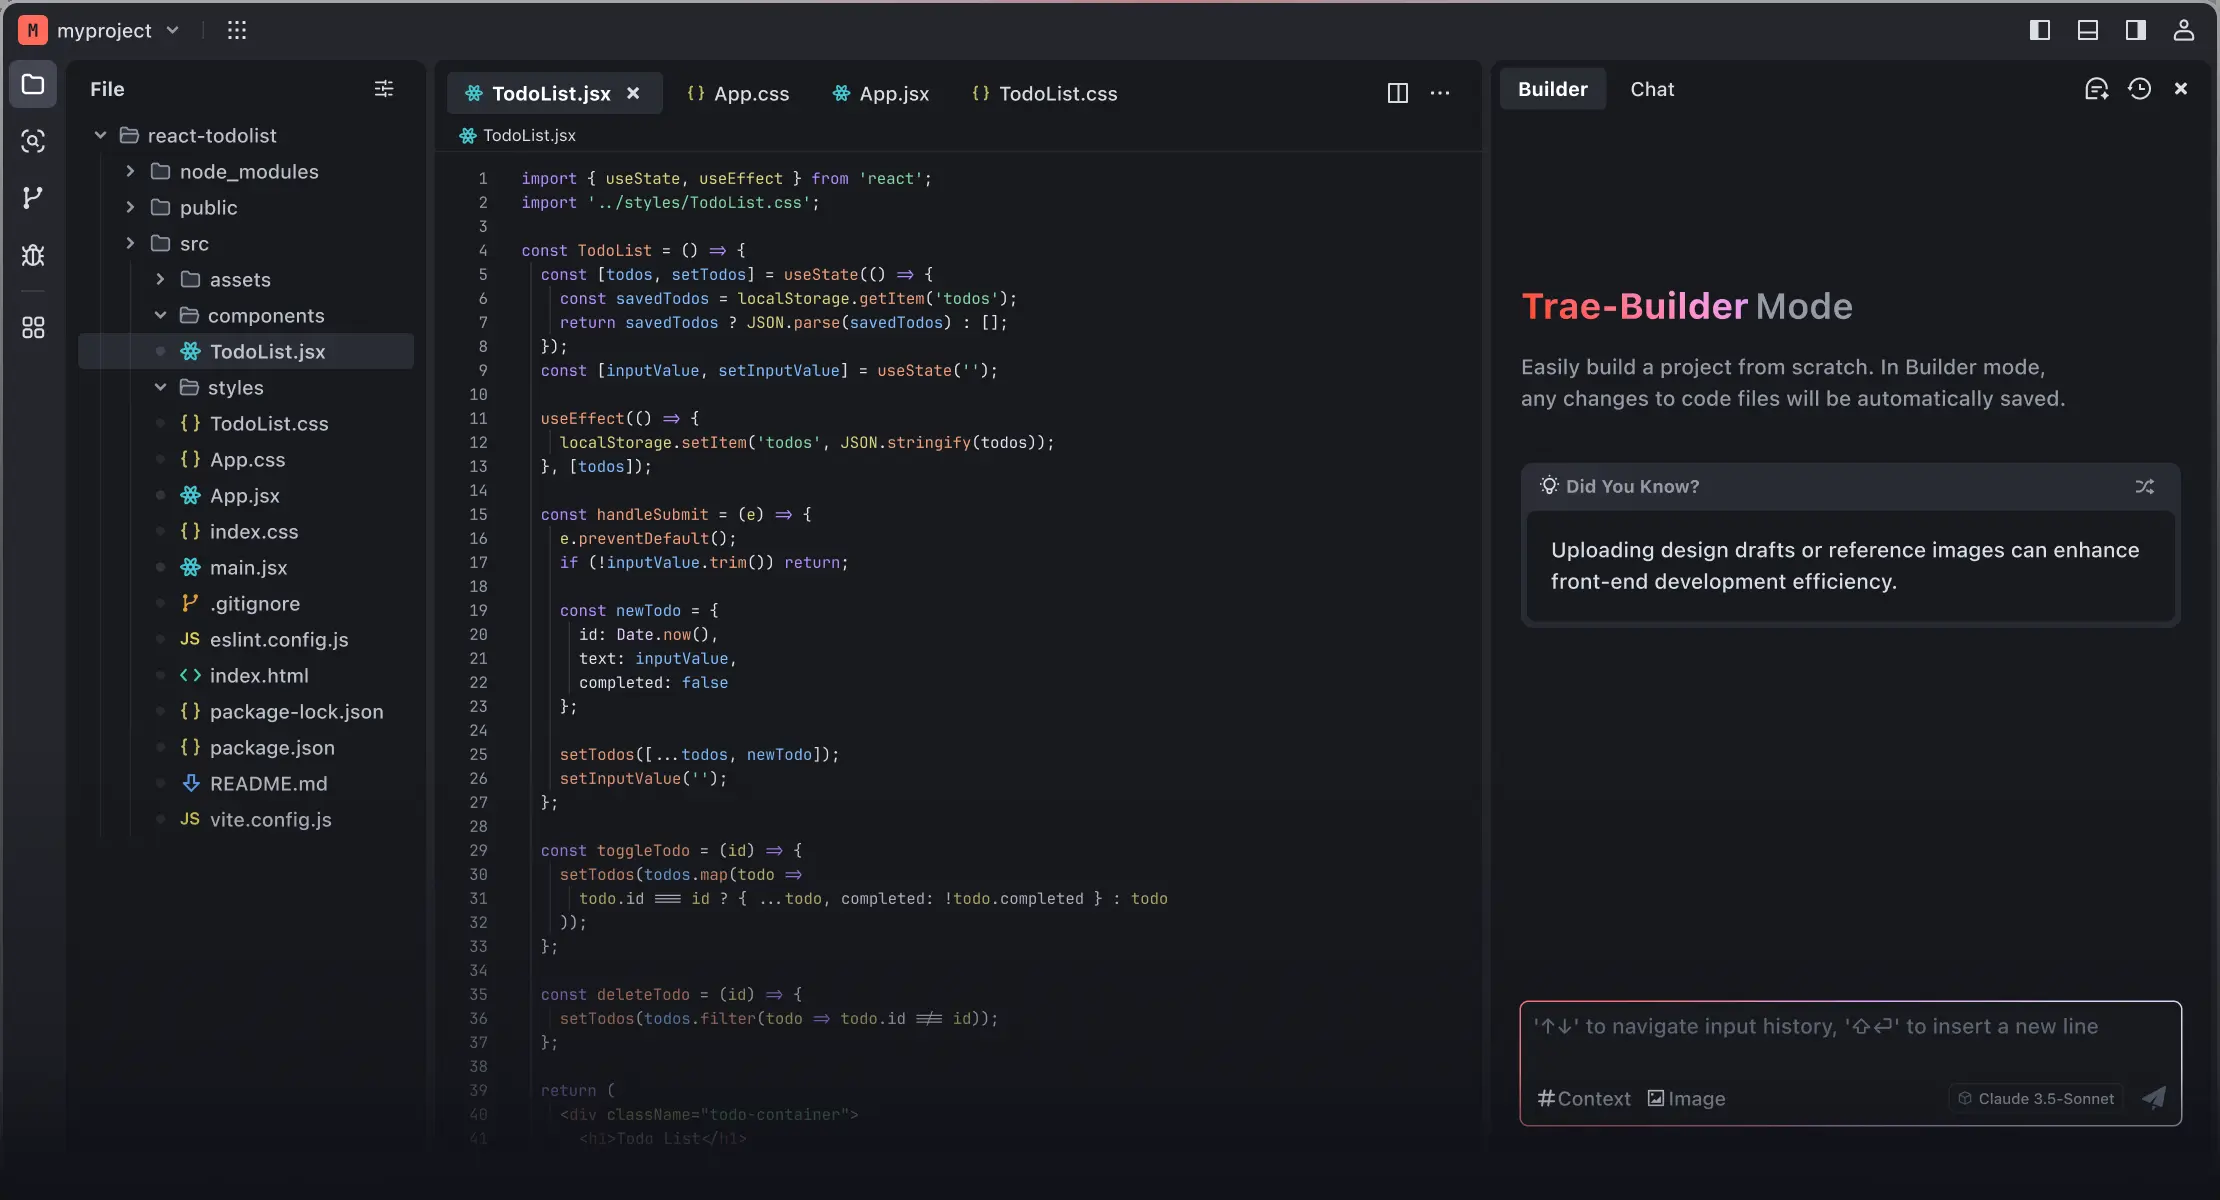 M myproject
File
react-todolist
node_modules
public
src
assets
components
TodoList.jsx
styles
{ } TodoList.css
{ } App.css
App.jsx
{ } index.css
main.jsx
.gitignore
JS eslint.config.js
<> index.html
{ } package-lock.json
{ } package.json
README.md
JS vite.config.js
TodoList.jsx × { } App.css App.jsx { } TodoList.css
TodoList.jsx
1 import { useState, useEffect } from 'react';
2 import '../styles/TodoList.css';
3
4 const TodoList = () => {
5 const [todos, setTodos] = useState(() => {
6 const savedTodos = localStorage.getItem('todos');
7 return savedTodos ? JSON.parse(savedTodos) : [];
8 });
9 const [inputValue, setInputValue] = useState('');
10
11 useEffect(() => {
12 localStorage.setItem('todos', JSON.stringify(todos));
13 }, [todos]);
14
15 const handleSubmit = (e) => {
16 e.preventDefault();
17 if (!inputValue.trim()) return;
18
19 const newTodo = {
20 id: Date.now(),
21 text: inputValue,
22 completed: false
23 };
24
25 setTodos([...todos, newTodo]);
26 setInputValue('');
27 };
28
29 const toggleTodo = (id) => {
30 setTodos(todos.map(todo =>
31 todo.id === id ? { ...todo, completed: !todo.completed } : todo
32 ));
33 };
34
35 const deleteTodo = (id) => {
36 setTodos(todos.filter(todo => todo.id !== id));
37 };
38
39 return (
40 <div className="todo-container">
41 <h1>Todo List</h1>
Builder Chat
Trae-Builder Mode
Easily build a project from scratch. In Builder mode,
any changes to code files will be automatically saved.
Did You Know?
Uploading design drafts or reference images can enhance
front-end development efficiency.
'↑↓' to navigate input history, '⇧⏎' to insert a new line
#Context Image Claude 3.5-Sonnet